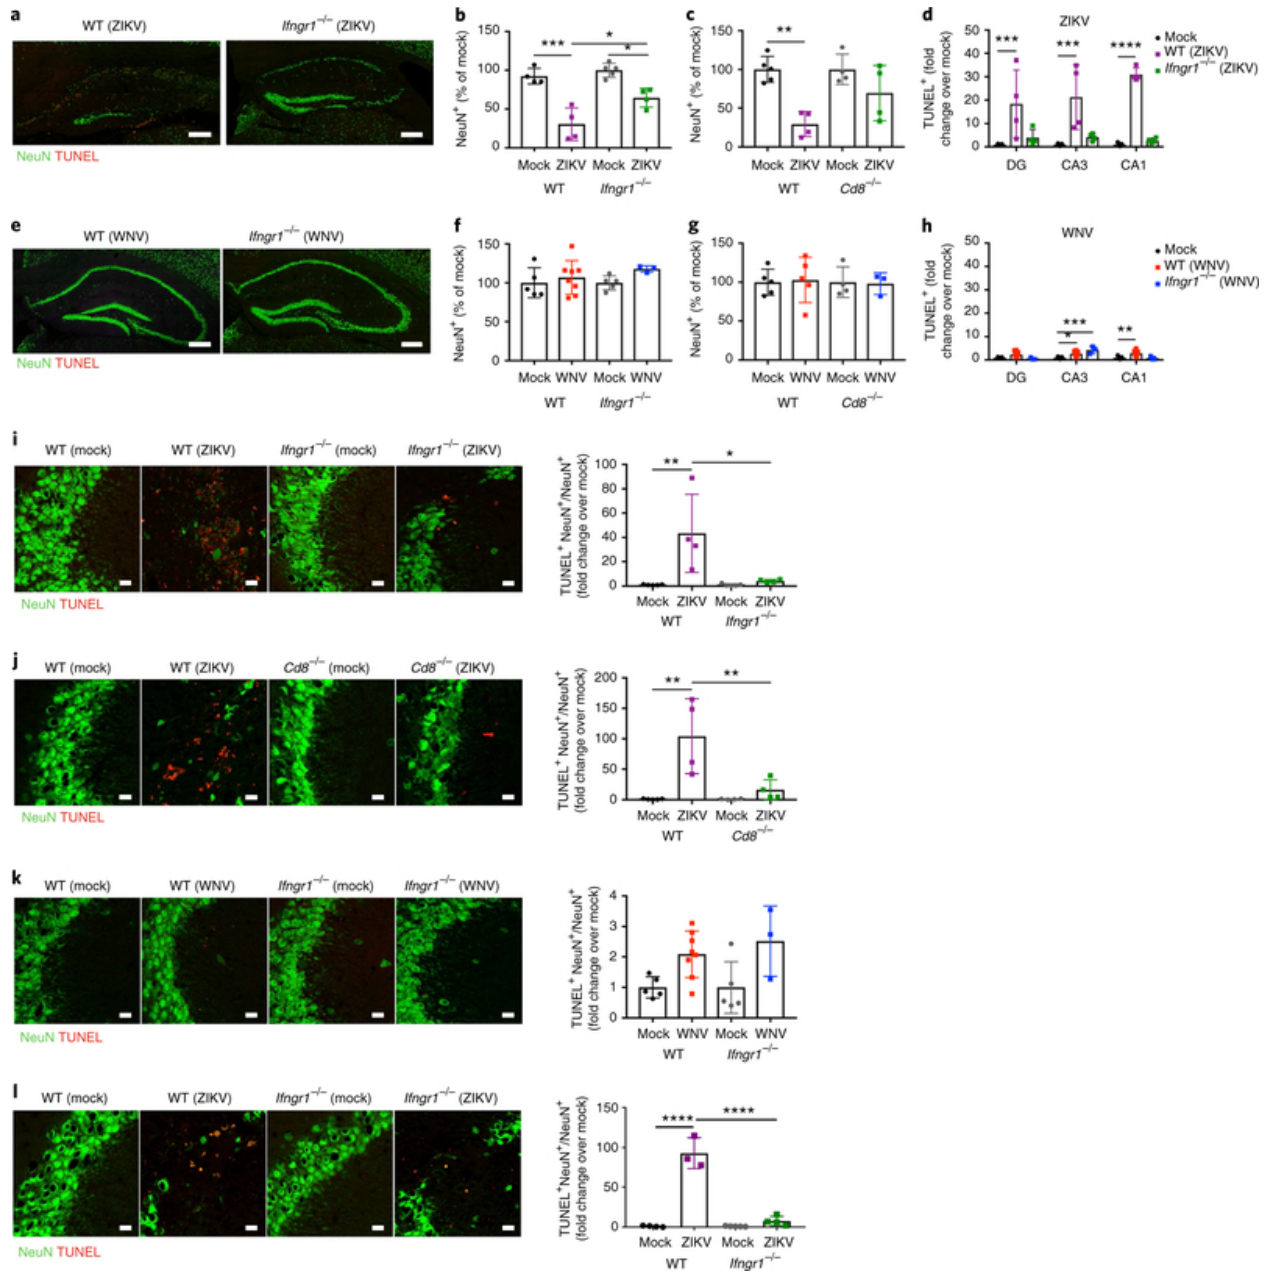 a
WT (ZIKV)
Ifngr1−/− (ZIKV)
NeuN TUNEL
b
NeuN+ (% of mock)
150
100
50
0
***
*
*
Mock ZIKV Mock ZIKV
WT
Ifngr1−/−
c
NeuN+ (% of mock)
150
100
50
0
**
Mock ZIKV Mock ZIKV
WT
Cd8−/−
d
ZIKV
TUNEL+ (fold
change over mock)
50
40
30
20
10
0
***
***
****
DG
CA3
CA1
Mock
WT (ZIKV)
Ifngr1−/− (ZIKV)
e
WT (WNV)
Ifngr1−/− (WNV)
NeuN TUNEL
f
NeuN+ (% of mock)
150
100
50
0
Mock WNV Mock WNV
WT
Ifngr1−/−
g
NeuN+ (% of mock)
150
100
50
0
Mock WNV Mock WNV
WT
Cd8−/−
h
WNV
TUNEL+ (fold
change over mock)
50
40
30
20
10
0
***
*
**
DG
CA3
CA1
Mock
WT (WNV)
Ifngr1−/− (WNV)
i
WT (mock)
WT (ZIKV)
Ifngr1−/− (mock)
Ifngr1−/− (ZIKV)
NeuN TUNEL
TUNEL+ NeuN+/NeuN+
(fold change over mock)
100
80
60
40
20
0
**
*
Mock ZIKV Mock ZIKV
WT
Ifngr1−/−
j
WT (mock)
WT (ZIKV)
Cd8−/− (mock)
Cd8−/− (ZIKV)
NeuN TUNEL
TUNEL+ NeuN+/NeuN+
(fold change over mock)
200
150
100
50
0
**
**
Mock ZIKV Mock ZIKV
WT
Cd8−/−
k
WT (mock)
WT (WNV)
Ifngr1−/− (mock)
Ifngr1−/− (WNV)
NeuN TUNEL
TUNEL+ NeuN+/NeuN+
(fold change over mock)
4
3
2
1
0
Mock WNV Mock WNV
WT
Ifngr1−/−
l
WT (mock)
WT (ZIKV)
Ifngr1−/− (mock)
Ifngr1−/− (ZIKV)
NeuN TUNEL
TUNEL+NeuN+/NeuN+
(fold change over mock)
150
100
50
0
****
****
Mock ZIKV Mock ZIKV
WT
Ifngr1−/−